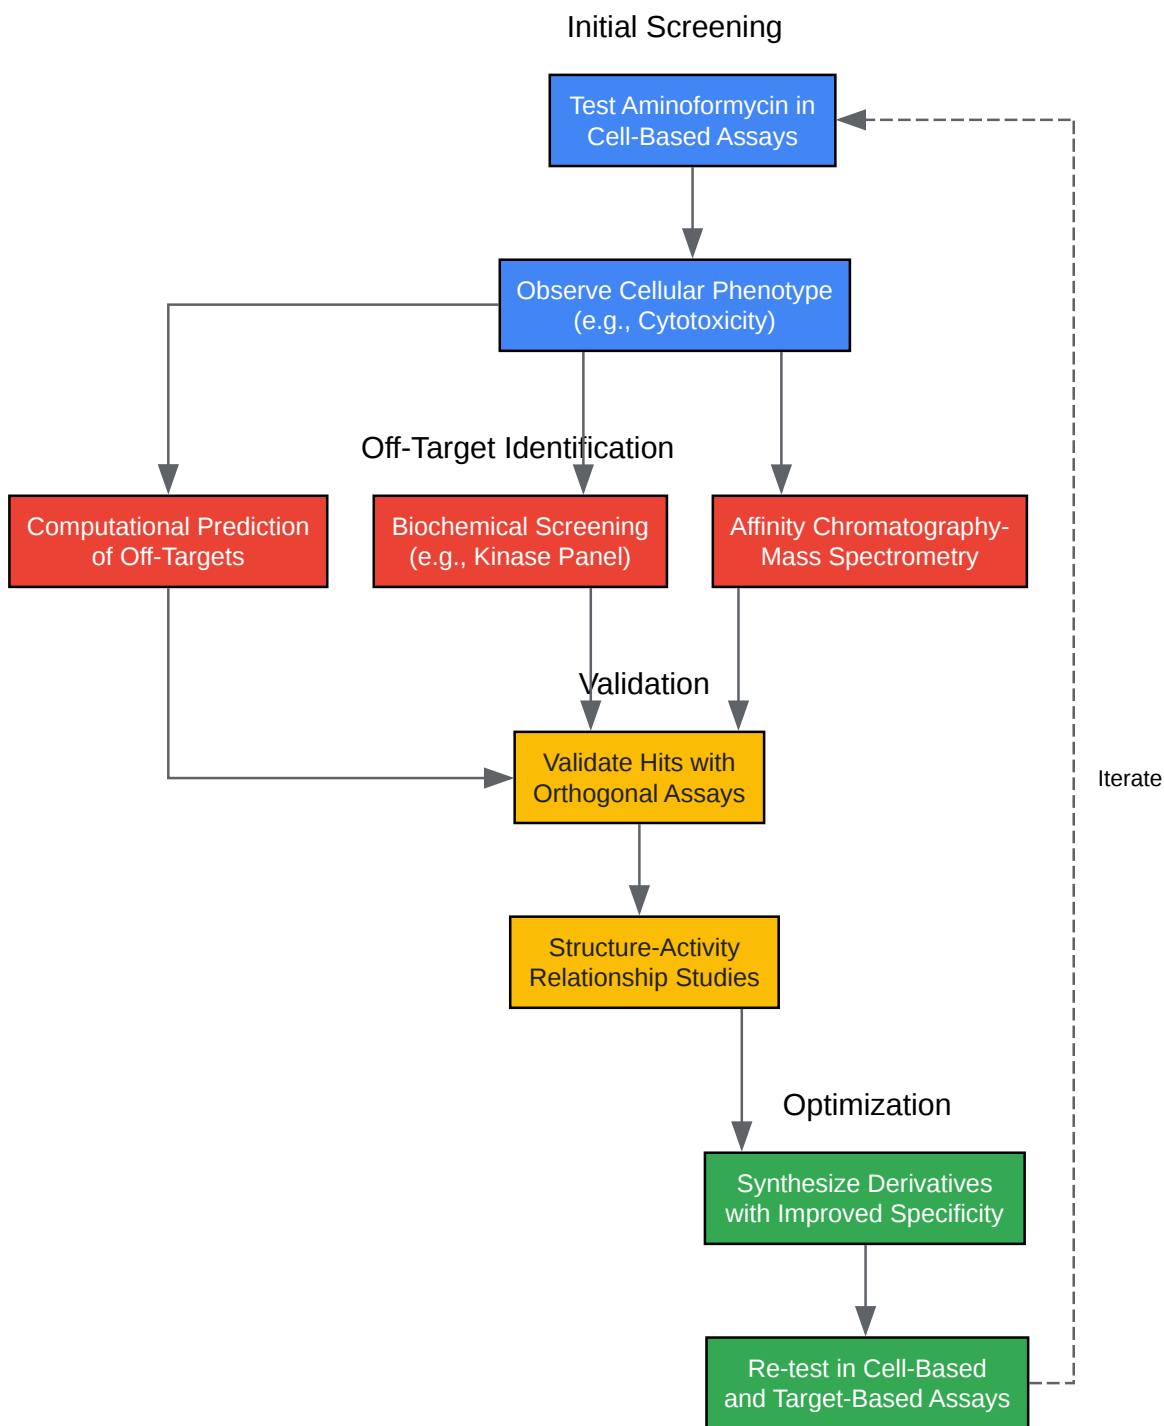 Initial Screening
Test Aminoformycin in
Cell-Based Assays
Observe Cellular Phenotype
(e.g., Cytotoxicity)
Off-Target Identification
Computational Prediction
of Off-Targets
Biochemical Screening
(e.g., Kinase Panel)
Affinity Chromatography-
Mass Spectrometry
Validation
Validate Hits with
Orthogonal Assays
Iterate
Structure-Activity
Relationship Studies
Optimization
Synthesize Derivatives
with Improved Specificity
Re-test in Cell-Based
and Target-Based Assays